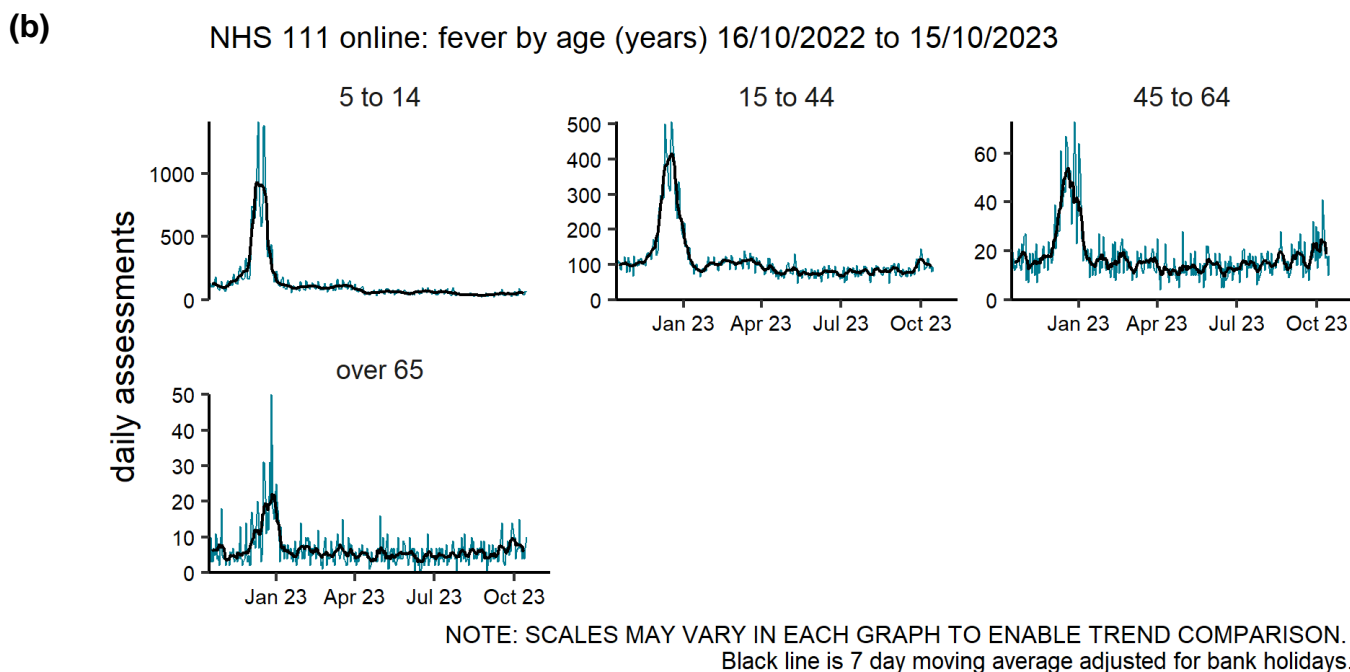 (b)
NHS 111 online: fever by age (years) 16/10/2022 to 15/10/2023
5 to 14
15 to 44
45 to 64
1000
500
0
500
400
300
200
100
0
60
40
20
0
Jan 23 Apr 23 Jul 23 Oct 23
Jan 23 Apr 23 Jul 23 Oct 23
daily assessments
over 65
50
40
30
20
10
0
Jan 23 Apr 23 Jul 23 Oct 23
NOTE: SCALES MAY VARY IN EACH GRAPH TO ENABLE TREND COMPARISON.
Black line is 7 day moving average adjusted for bank holidays.